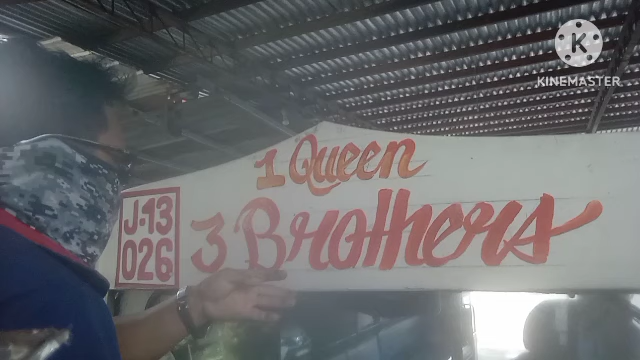 K
KINEMASTER
1 Queen
3 Brothers
J-13
026